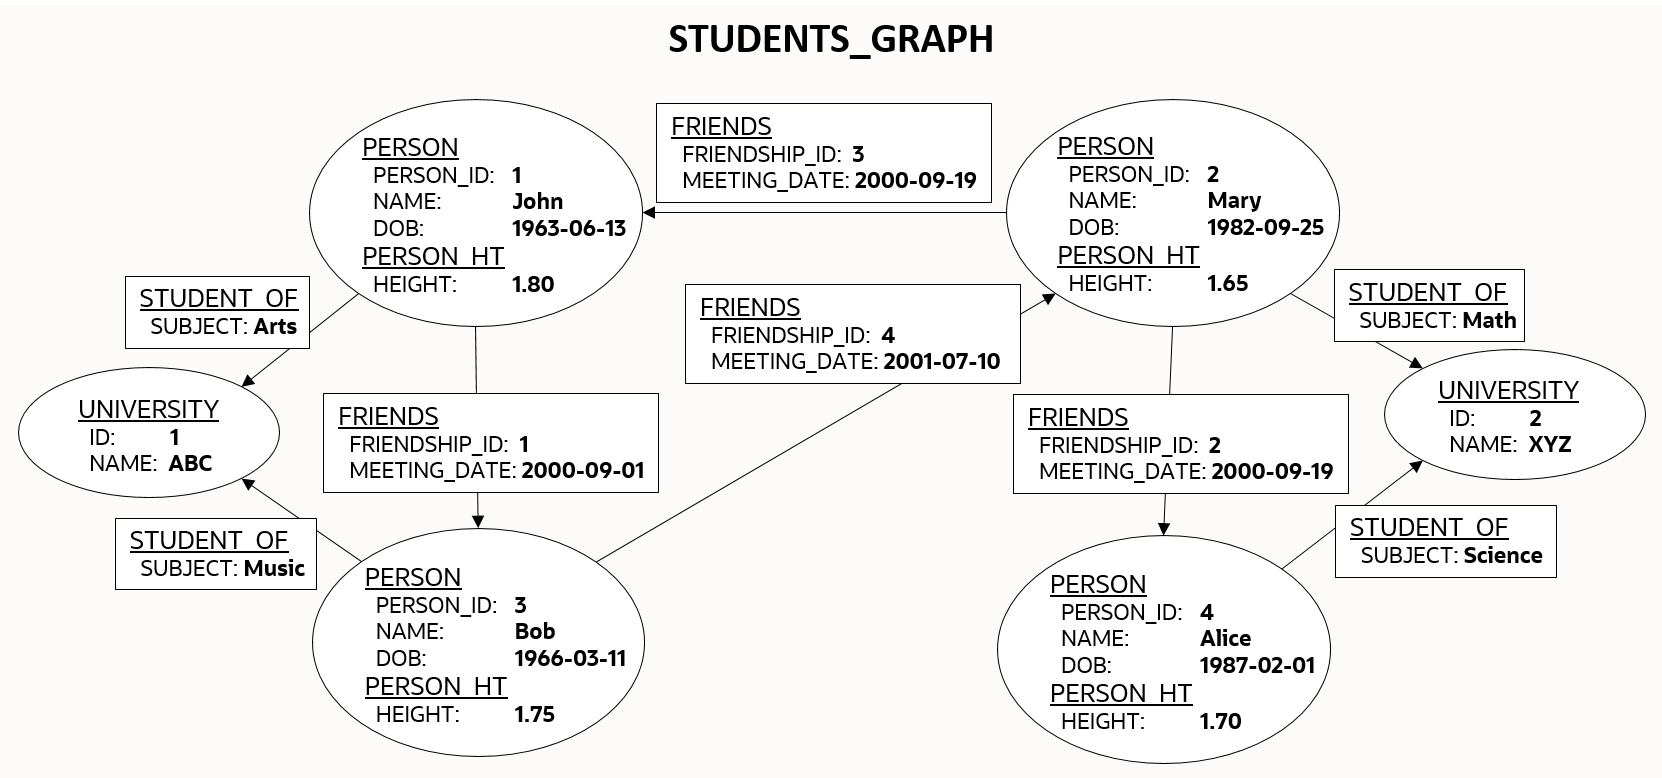 STUDENTS_GRAPH
PERSON
PERSON_ID: 1
NAME: John
DOB: 1963-06-13
PERSON_HT
HEIGHT: 1.80
FRIENDS
FRIENDSHIP_ID: 3
MEETING_DATE: 2000-09-19
PERSON
PERSON_ID: 2
NAME: Mary
DOB: 1982-09-25
PERSON_HT
HEIGHT: 1.65
STUDENT_OF
SUBJECT: Arts
FRIENDS
FRIENDSHIP_ID: 4
MEETING_DATE: 2001-07-10
STUDENT_OF
SUBJECT: Math
UNIVERSITY
ID: 1
NAME: ABC
FRIENDS
FRIENDSHIP_ID: 1
MEETING_DATE: 2000-09-01
FRIENDS
FRIENDSHIP_ID: 2
MEETING_DATE: 2000-09-19
UNIVERSITY
ID: 2
NAME: XYZ
STUDENT_OF
SUBJECT: Music
PERSON
PERSON_ID: 3
NAME: Bob
DOB: 1966-03-11
PERSON_HT
HEIGHT: 1.75
PERSON
PERSON_ID: 4
NAME: Alice
DOB: 1987-02-01
PERSON_HT
HEIGHT: 1.70
STUDENT_OF
SUBJECT: Science